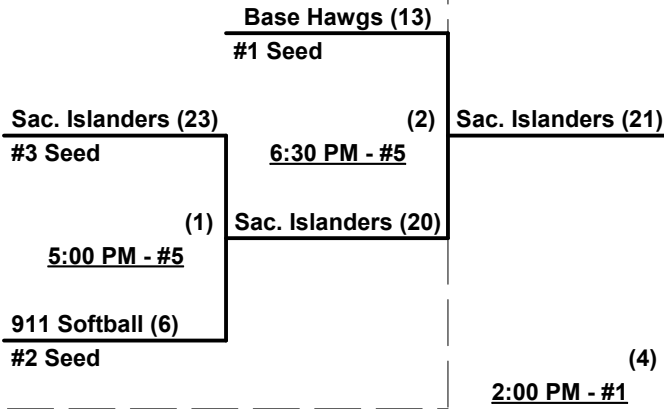 Base Hawgs (13)
#1 Seed
Sac. Islanders (23)
(2)
Sac. Islanders (21)
#3 Seed
6:30 PM - #5
(1)
Sac. Islanders (20)
5:00 PM - #5
911 Softball (6)
#2 Seed
(4)
2:00 PM - #1